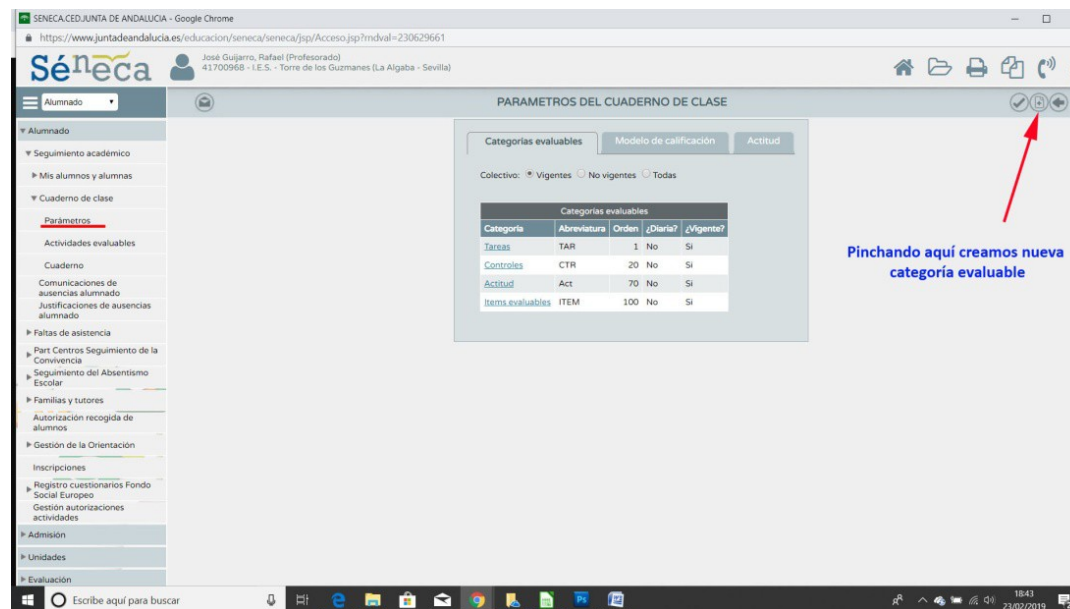 SENECA.CED.JUNTA DE ANDALUCIA - Google Chrome
https://www.juntadeandalucia.es/educacion/seneca/seneca/jsp/Acceso.jsp?rndval=230629661
Séneca
José Guijarro, Rafael (Profesorado)
41700968 - I.E.S. - Torre de los Guzmanes (La Algaba - Sevilla)
Alumnado
PARAMETROS DEL CUADERNO DE CLASE
Alumnado
Seguimiento académico
Mis alumnos y alumnas
Cuaderno de clase
Parámetros
Actividades evaluables
Cuaderno
Comunicaciones de
ausencias alumnado
Justificaciones de ausencias
alumnado
Faltas de asistencia
Part Centros Seguimiento de la
Convivencia
Seguimiento del Absentismo
Escolar
Familias y tutores
Autorización recogida de
alumnos
Gestión de la Orientación
Inscripciones
Registro cuestionarios Fondo
Social Europeo
Gestión autorizaciones
actividades
Admisión
Unidades
Evaluación
Categorías evaluables Modelo de calificación Actitud
Colectivo: Vigentes No vigentes Todas
Categorías evaluables
Categoría Abreviatura Orden ¿Diaria? ¿Vigente?
Tareas TAR 1 No Si
Controles CTR 20 No Si
Actitud Act 70 No Si
Items evaluables ITEM 100 No Si
Pinchando aquí creamos nueva
categoría evaluable
Escribe aquí para buscar
Ps
18:43
23/02/2019